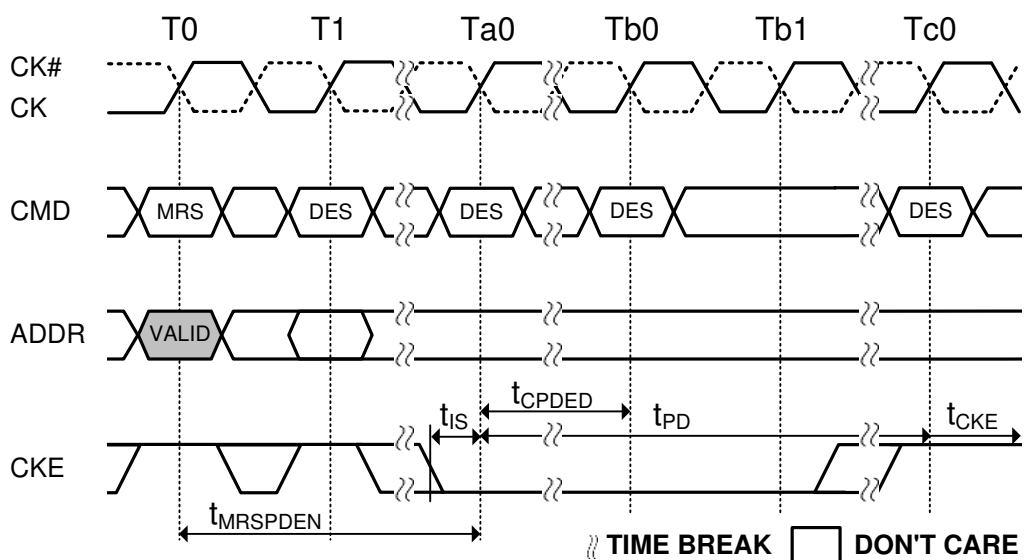 T0 T1 Ta0 Tb0 Tb1 Tc0
CK#
CK
CMD MRS DES DES DES DES
ADDR VALID
tIS tCPDED tPD tCKE
CKE
tMRSPDEN
TIME BREAK DON'T CARE